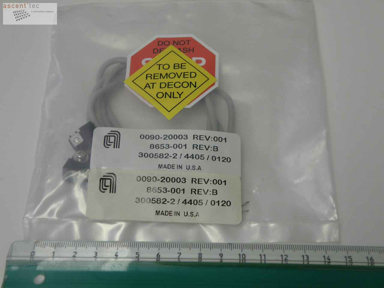 ascent tec
DO NOT
TO BE
REMOVED
AT DECON
ONLY
0090-20003 REV:001
8653-001 REV:B
300582-2 / 4405 / 0120
MADE IN U.S.A
0090-20003 REV:001
8653-001 REV:B
300582-2 / 4405 / 0120
MADE IN U.S.A
0 1 2 3 4 5 6 7 8 9 10 11 12 13 14 15 16